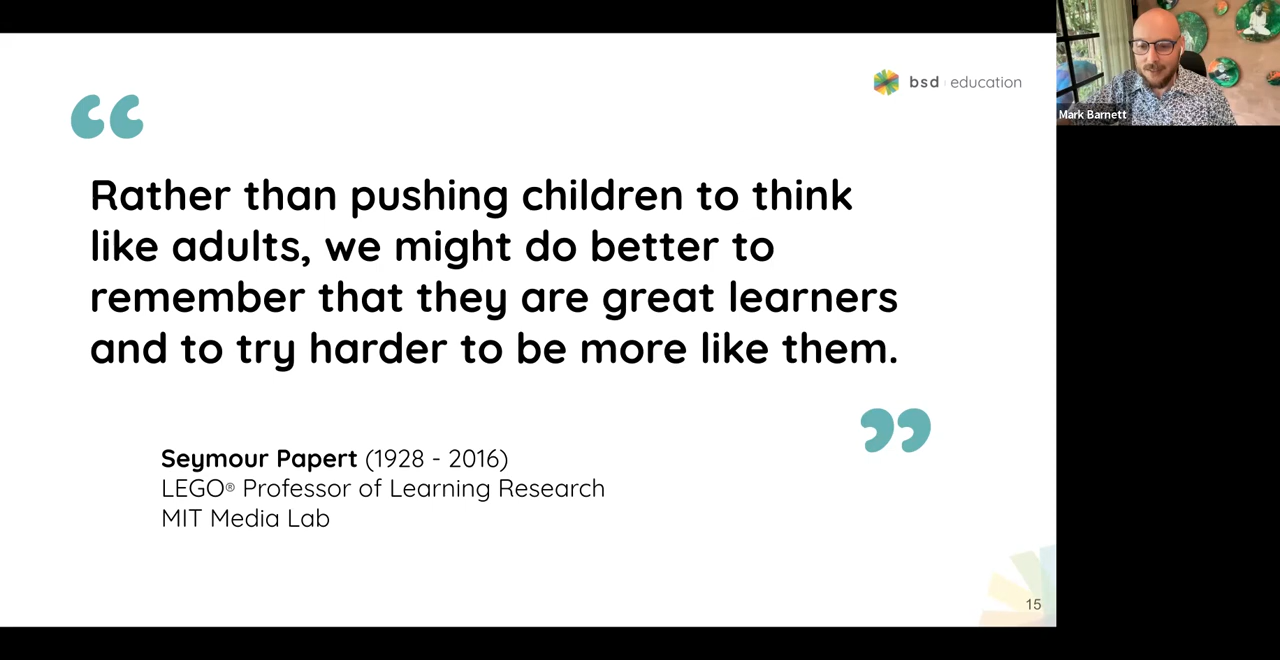 bsd education
Mark Barnett
“
Rather than pushing children to think
like adults, we might do better to
remember that they are great learners
and to try harder to be more like them.
”
Seymour Papert (1928 - 2016)
LEGO® Professor of Learning Research
MIT Media Lab
15